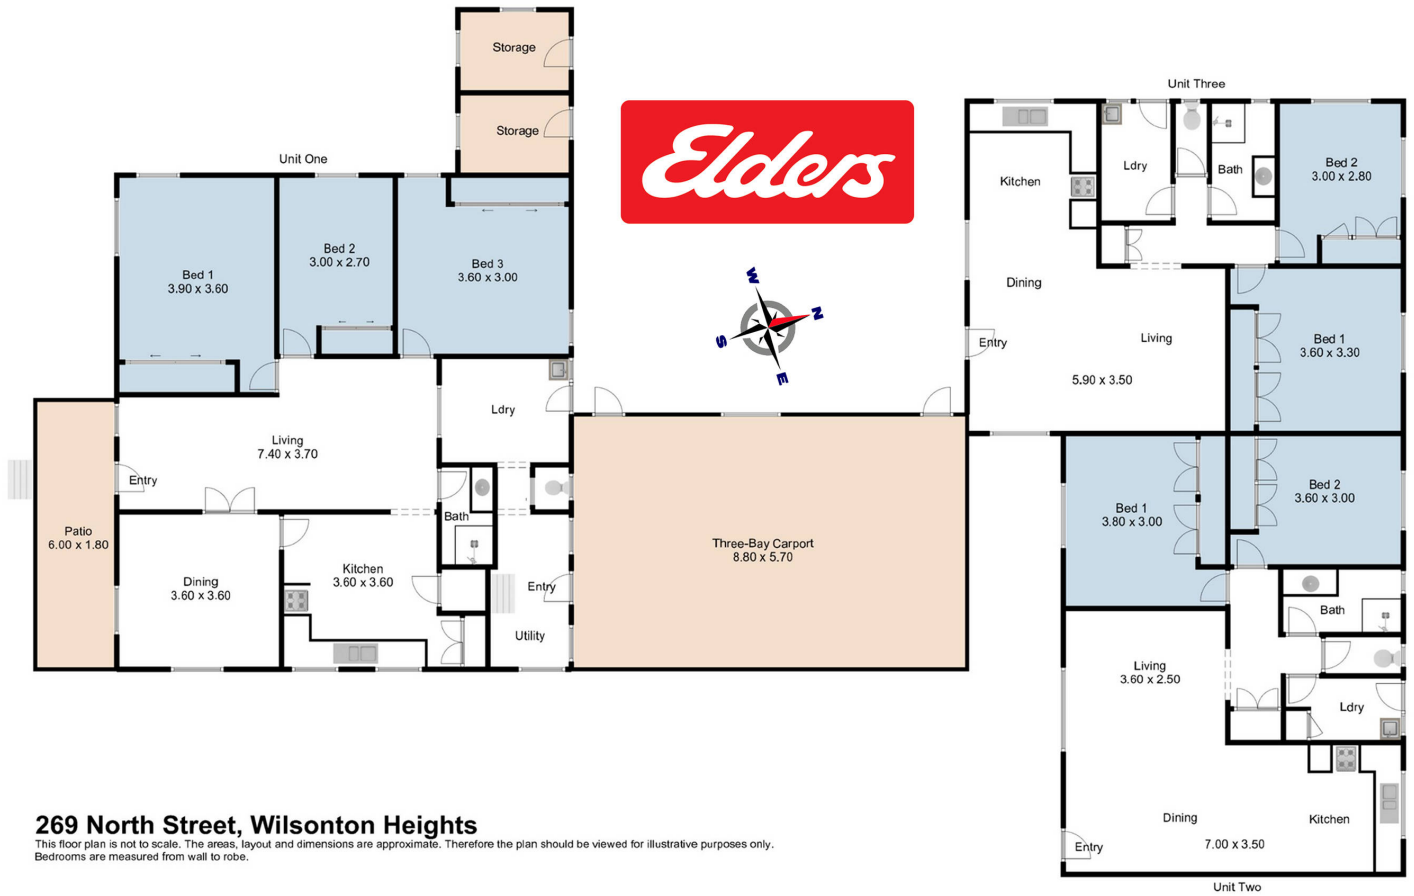 Storage
Storage
Unit One
Bed 1
3.90 x 3.60
Bed 2
3.00 x 2.70
Bed 3
3.60 x 3.00
Ldry
Living
7.40 x 3.70
Entry
Patio
6.00 x 1.80
Dining
3.60 x 3.60
Kitchen
3.60 x 3.60
Bath
Entry
Utility
Elders
W
N
S
E
Three-Bay Carport
8.80 x 5.70
Unit Three
Kitchen
Ldry
Bath
Bed 2
3.00 x 2.80
Dining
Entry
Living
5.90 x 3.50
Bed 1
3.60 x 3.30
Bed 1
3.80 x 3.00
Bed 2
3.60 x 3.00
Bath
Living
3.60 x 2.50
Ldry
Dining
Kitchen
7.00 x 3.50
Entry
Unit Two
269 North Street, Wilsonton Heights
This floor plan is not to scale. The areas, layout and dimensions are approximate. Therefore the plan should be viewed for illustrative purposes only.
Bedrooms are measured from wall to robe.